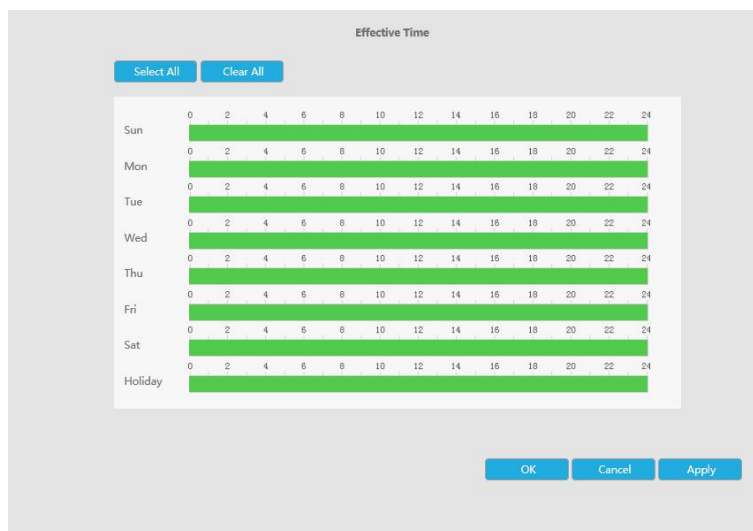 Effective Time
Select All Clear All
0 2 4 6 8 10 12 14 16 18 20 22 24
Sun
0 2 4 6 8 10 12 14 16 18 20 22 24
Mon
0 2 4 6 8 10 12 14 16 18 20 22 24
Tue
0 2 4 6 8 10 12 14 16 18 20 22 24
Wed
0 2 4 6 8 10 12 14 16 18 20 22 24
Thu
0 2 4 6 8 10 12 14 16 18 20 22 24
Fri
0 2 4 6 8 10 12 14 16 18 20 22 24
Sat
0 2 4 6 8 10 12 14 16 18 20 22 24
Holiday
OK Cancel Apply